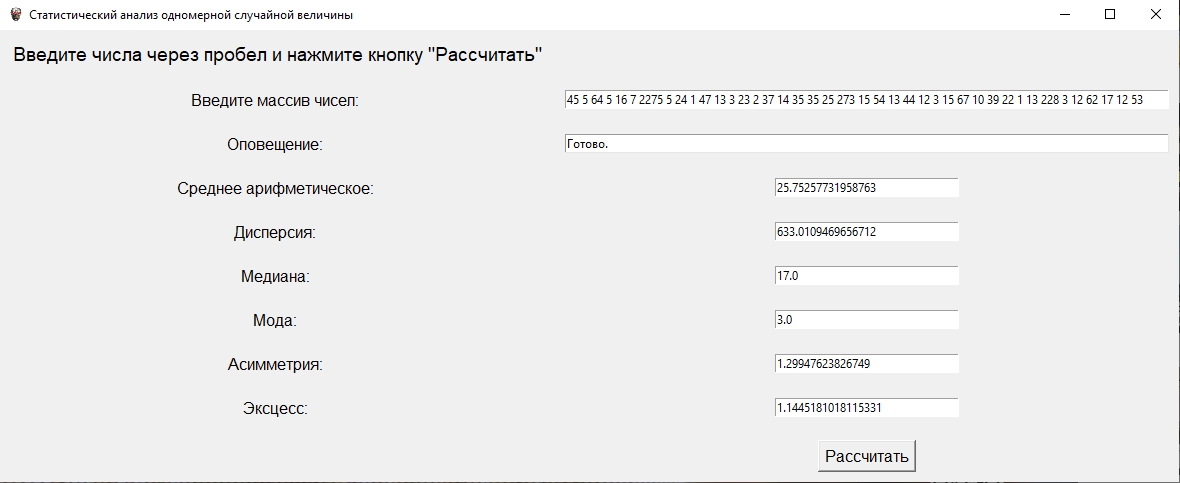 Статистический анализ одномерной случайной величины
Введите числа через пробел и нажмите кнопку "Рассчитать"
Введите массив чисел: 45 5 64 5 16 7 2275 5 24 1 47 13 3 23 2 37 14 35 35 25 273 15 54 13 44 12 3 15 67 10 39 22 1 13 228 3 12 62 17 12 53
Оповещение: Готово.
Среднее арифметическое: 25.75257731958763
Дисперсия: 633.0109469656712
Медиана: 17.0
Мода: 3.0
Асимметрия: 1.29947623826749
Эксцесс: 1.1445181018115331
Рассчитать